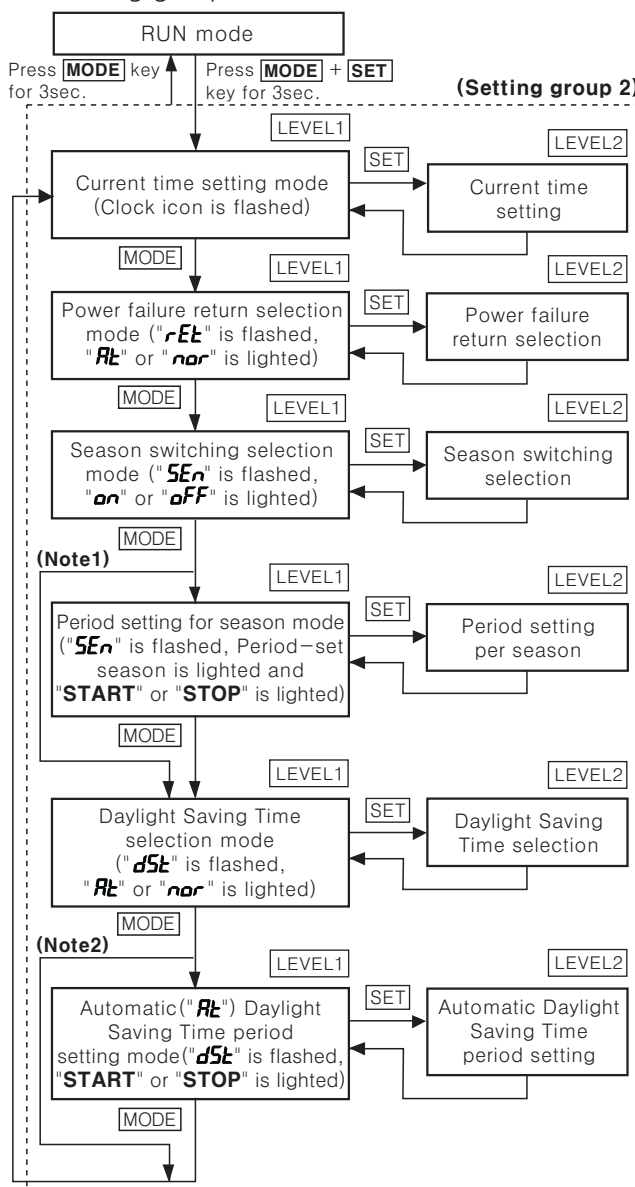 RUN mode
Press MODE key
for 3sec.
Press MODE + SET
key for 3sec.
(Setting group 2)
LEVEL1
Current time setting mode
(Clock icon is flashed)
SET
LEVEL2
Current time
setting
MODE
LEVEL1
Power failure return selection
mode ("rEt" is flashed,
"At" or "nor" is lighted)
SET
LEVEL2
Power failure
return selection
MODE
LEVEL1
Season switching selection
mode ("SEn" is flashed,
"on" or "oFF" is lighted)
SET
LEVEL2
Season switching
selection
MODE
(Note1)
LEVEL1
Period setting for season mode
("SEn" is flashed, Period-set
season is lighted and
"START" or "STOP" is lighted)
SET
LEVEL2
Period setting
per season
MODE
LEVEL1
Daylight Saving Time
selection mode
("dSt" is flashed,
"At" or "nor" is lighted)
SET
LEVEL2
Daylight Saving
Time selection
MODE
(Note2)
LEVEL1
Automatic("At") Daylight
Saving Time period
setting mode("dSt" is flashed,
"START" or "STOP" is lighted)
SET
LEVEL2
Automatic Daylight
Saving Time
period setting
MODE